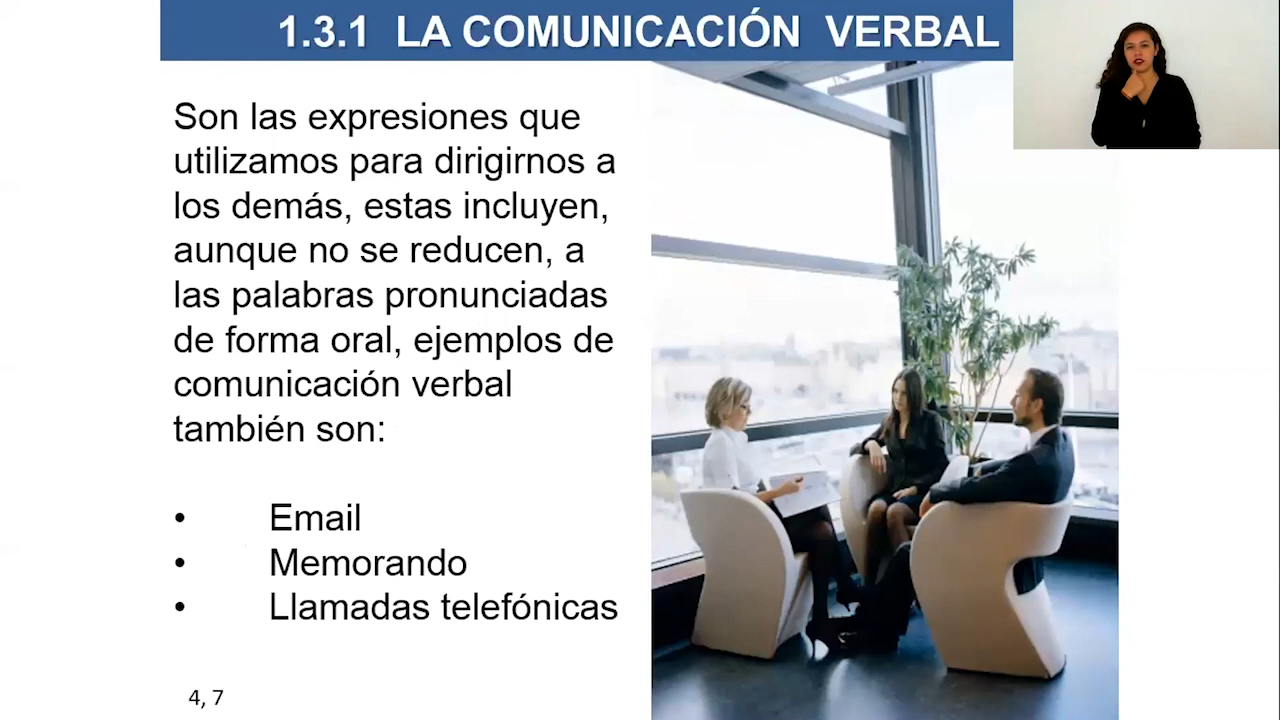 1.3.1 LA COMUNICACIÓN VERBAL
Son las expresiones que
utilizamos para dirigirnos a
los demás, estas incluyen,
aunque no se reducen, a
las palabras pronunciadas
de forma oral, ejemplos de
comunicación verbal
también son:
• Email
• Memorando
• Llamadas telefónicas
4, 7